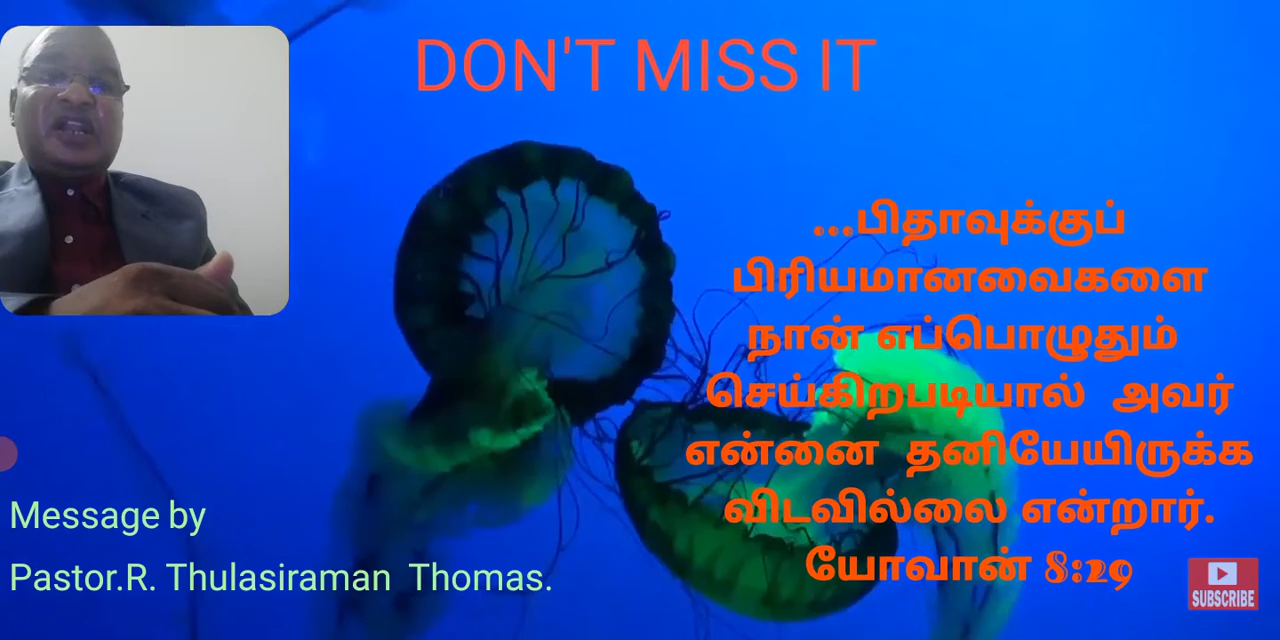 DON'T MISS IT
...பிதாவுக்குப்
பிரியமானவைகளை
நான் எப்பொழுதும்
செய்கிறபடியால் அவர்
என்னை தனியேயிருக்க
விடவில்லை என்றார்.
யோவான் 8:29
Message by
Pastor.R. Thulasiraman Thomas.
SUBSCRIBE